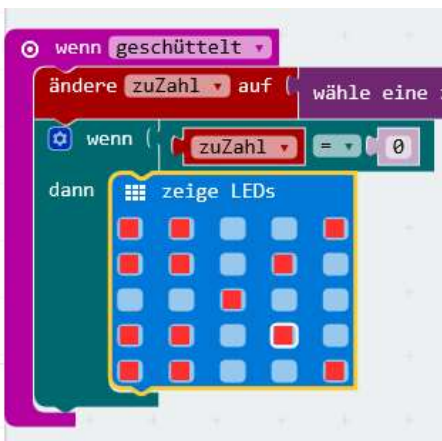 wenn geschüttelt
ändere zuZahl auf wähle eine
wenn zuZahl = 0
dann zeige LEDs